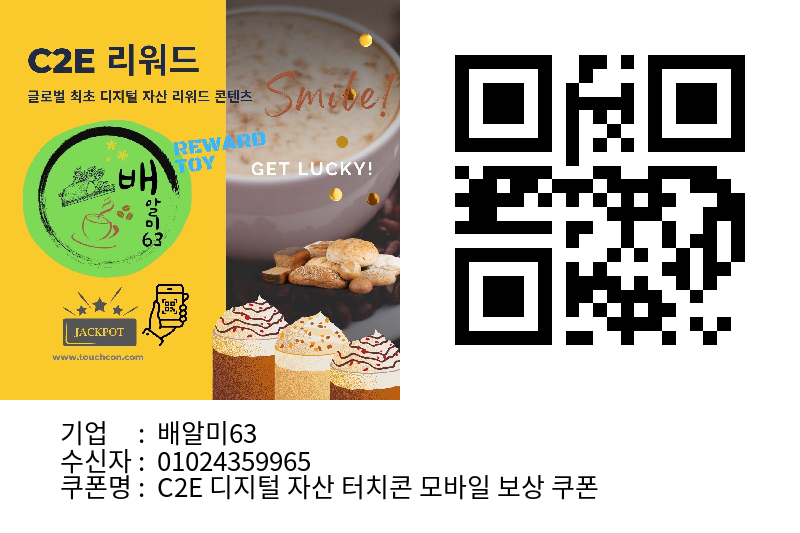 C2E 리워드
글로벌 최초 디지털 자산 리워드 콘텐츠
Smile!
REWARD
TOY
GET LUCKY!
배
알
미
63
JACKPOT
www.touchcon.com
기업 : 배알미63
수신자 : 01024359965
쿠폰명 : C2E 디지털 자산 터치콘 모바일 보상 쿠폰